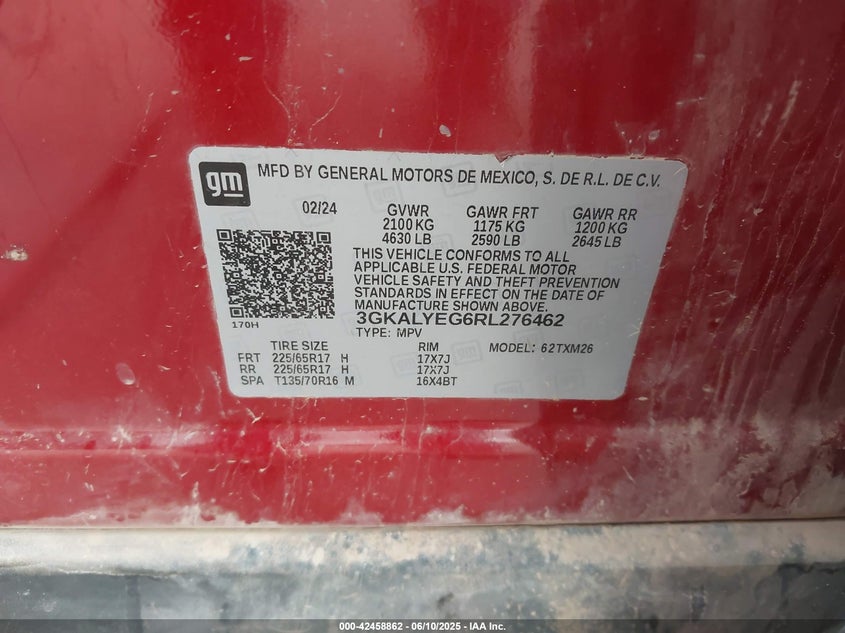 gm
MFD BY GENERAL MOTORS DE MEXICO, S. DE R.L. DE C.V.
02/24 GVWR GAWR FRT GAWR RR
2100 KG 1175 KG 1200 KG
4630 LB 2590 LB 2645 LB
THIS VEHICLE CONFORMS TO ALL
APPLICABLE U.S. FEDERAL MOTOR
VEHICLE SAFETY AND THEFT PREVENTION
STANDARDS IN EFFECT ON THE DATE OF
MANUFACTURE SHOWN ABOVE.
170H 3GKALYEG6RL276462
TYPE: MPV
TIRE SIZE RIM MODEL: 62TXM26
FRT 225/65R17 H 17X7J
RR 225/65R17 H 17X7J
SPA T135/70R16 M 16X4BT
000-42458862 - 06/10/2025 - IAA Inc.